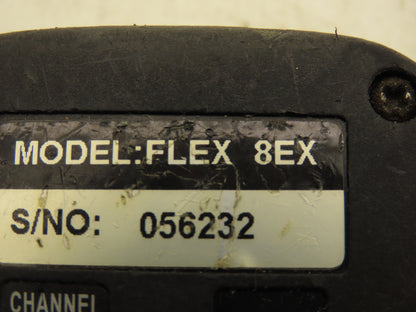 MODEL:FLEX 8EX
S/NO: 056232
CHANNEL